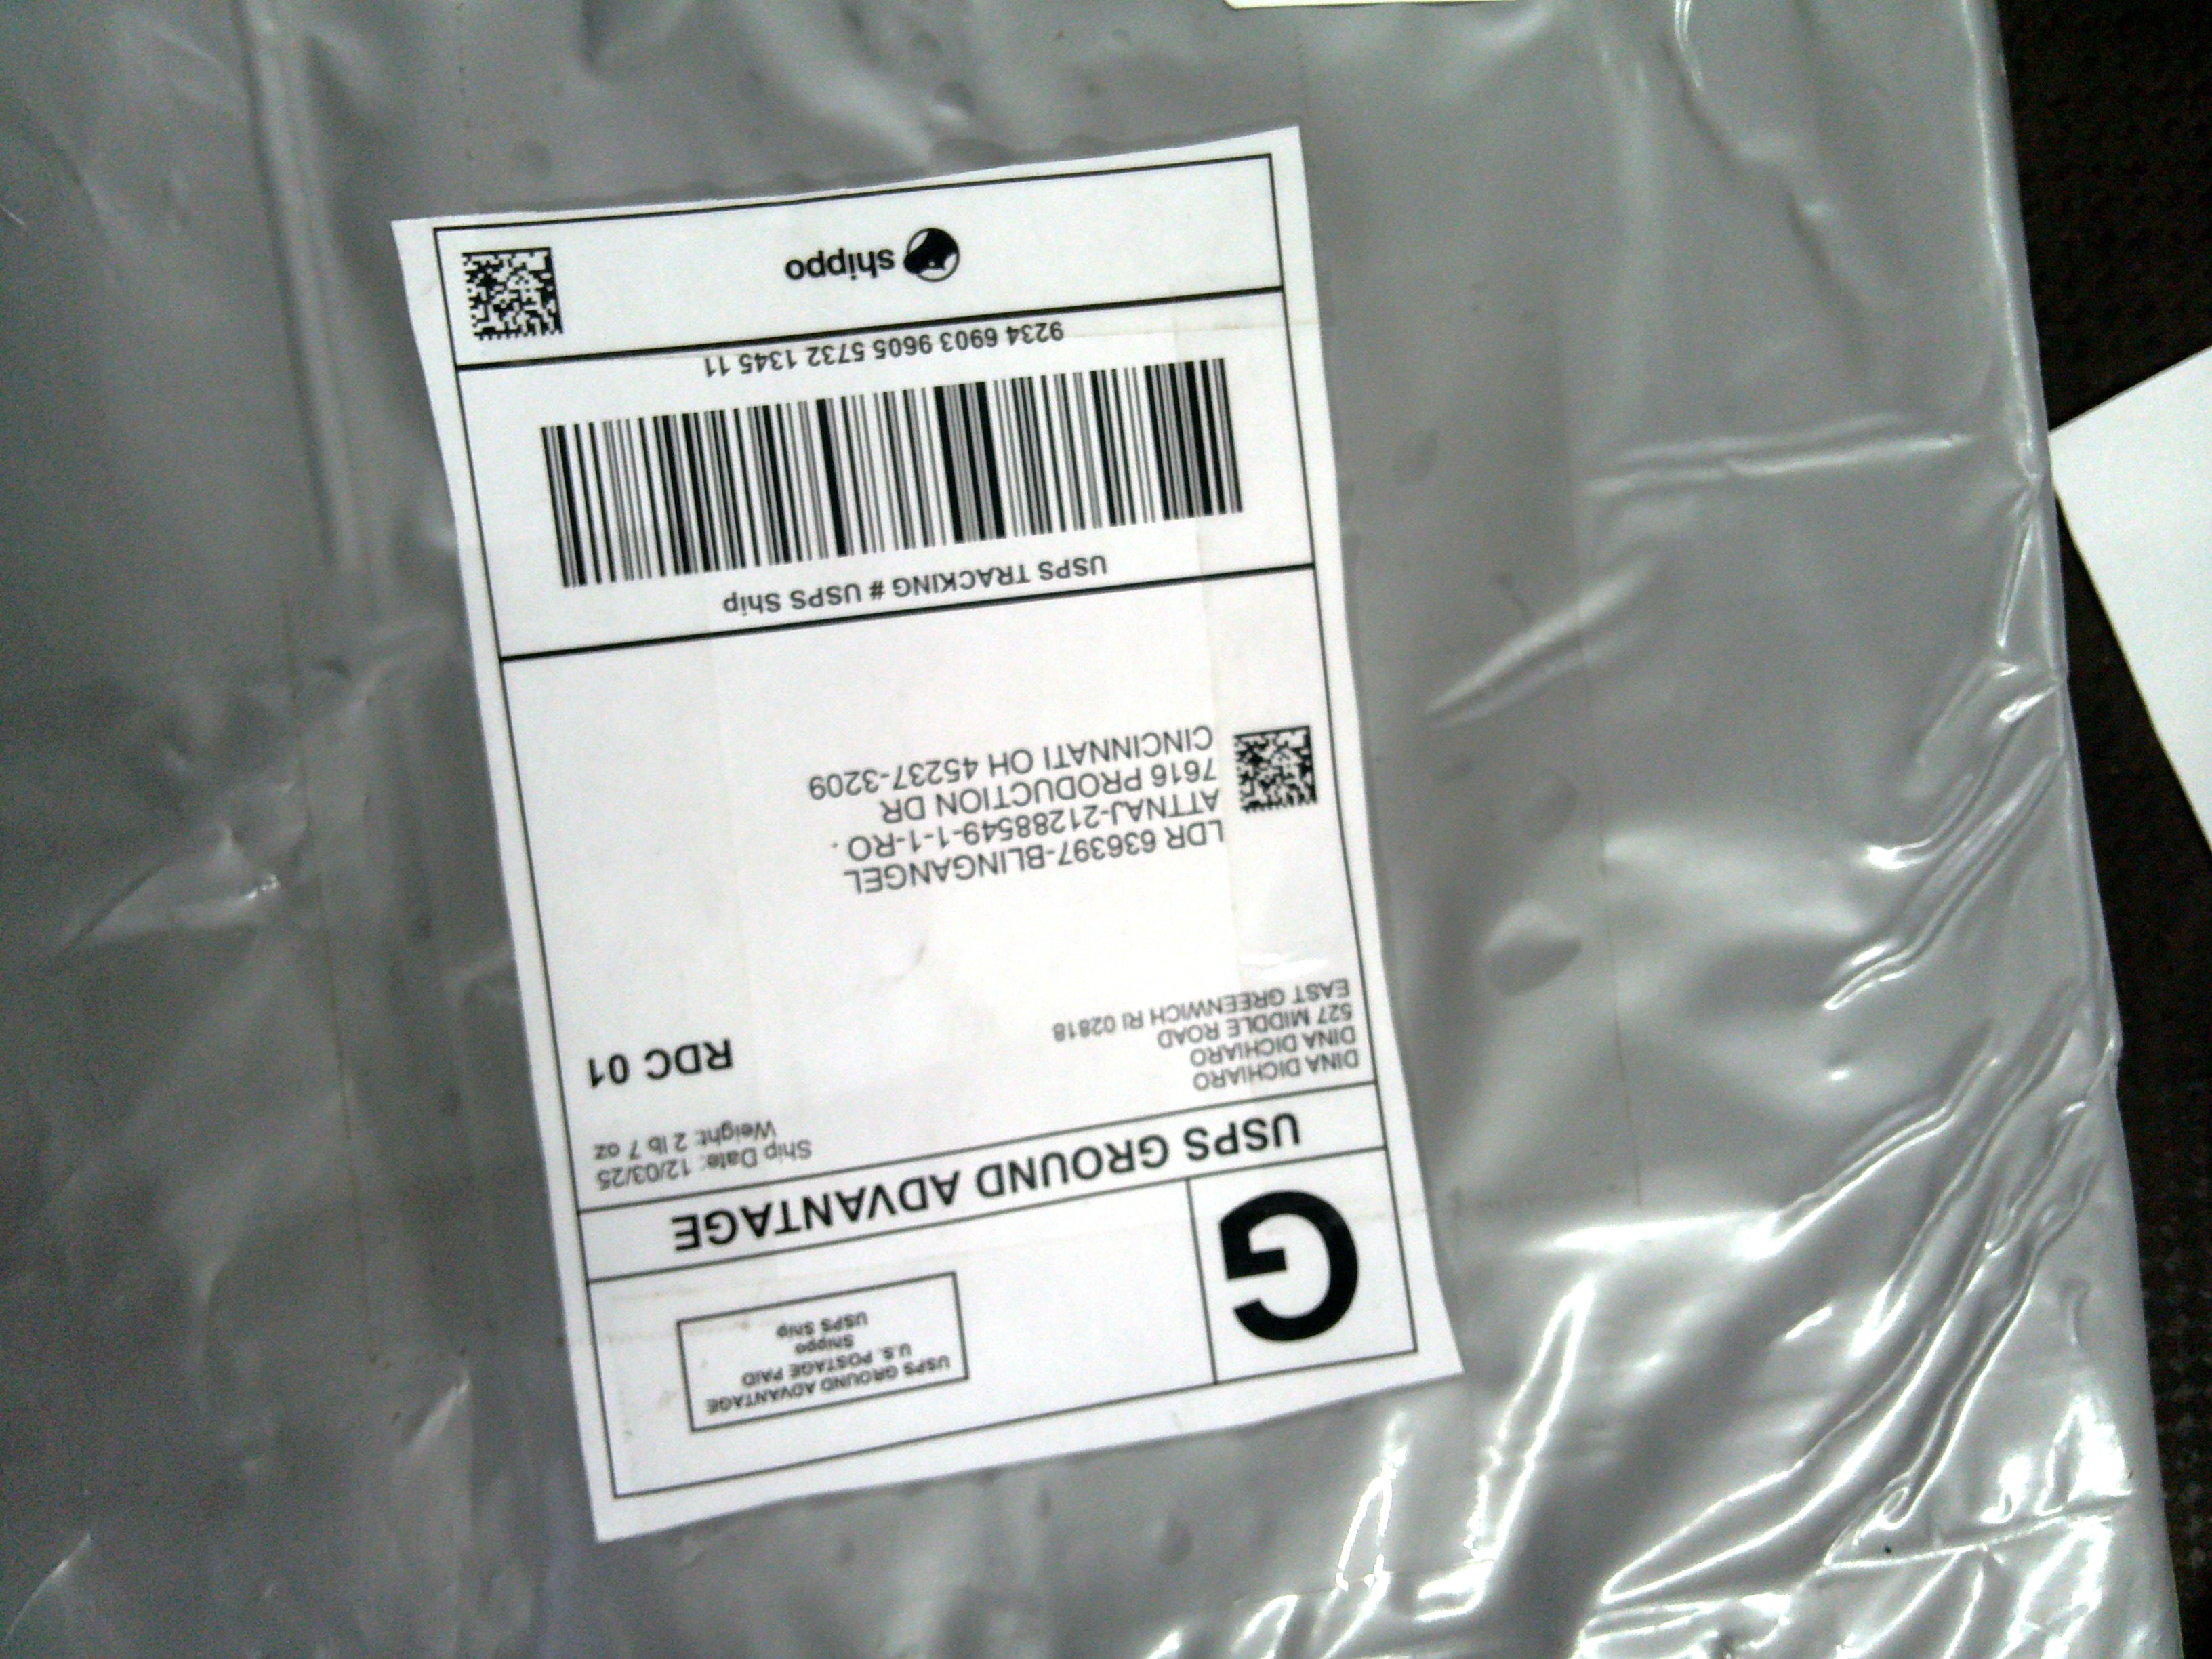 USPS GROUND ADVANTAGE
U.S. POSTAGE PAID
Shippo
USPS Ship
G
USPS GROUND ADVANTAGE
DINA DICHIARO
DINA DICHIARO
527 MIDDLE ROAD
EAST GREENWICH RI 02818
Ship Date: 12/03/25
Weight: 2 lb 7 oz
RDC 01
LDR 636397-BLINGANGEL
ATTNAJ-21288549-1-1-RO .
7616 PRODUCTION DR
CINCINNATI OH 45237-3209
USPS TRACKING # USPS Ship
9234 6903 9605 5732 1345 11
shippo